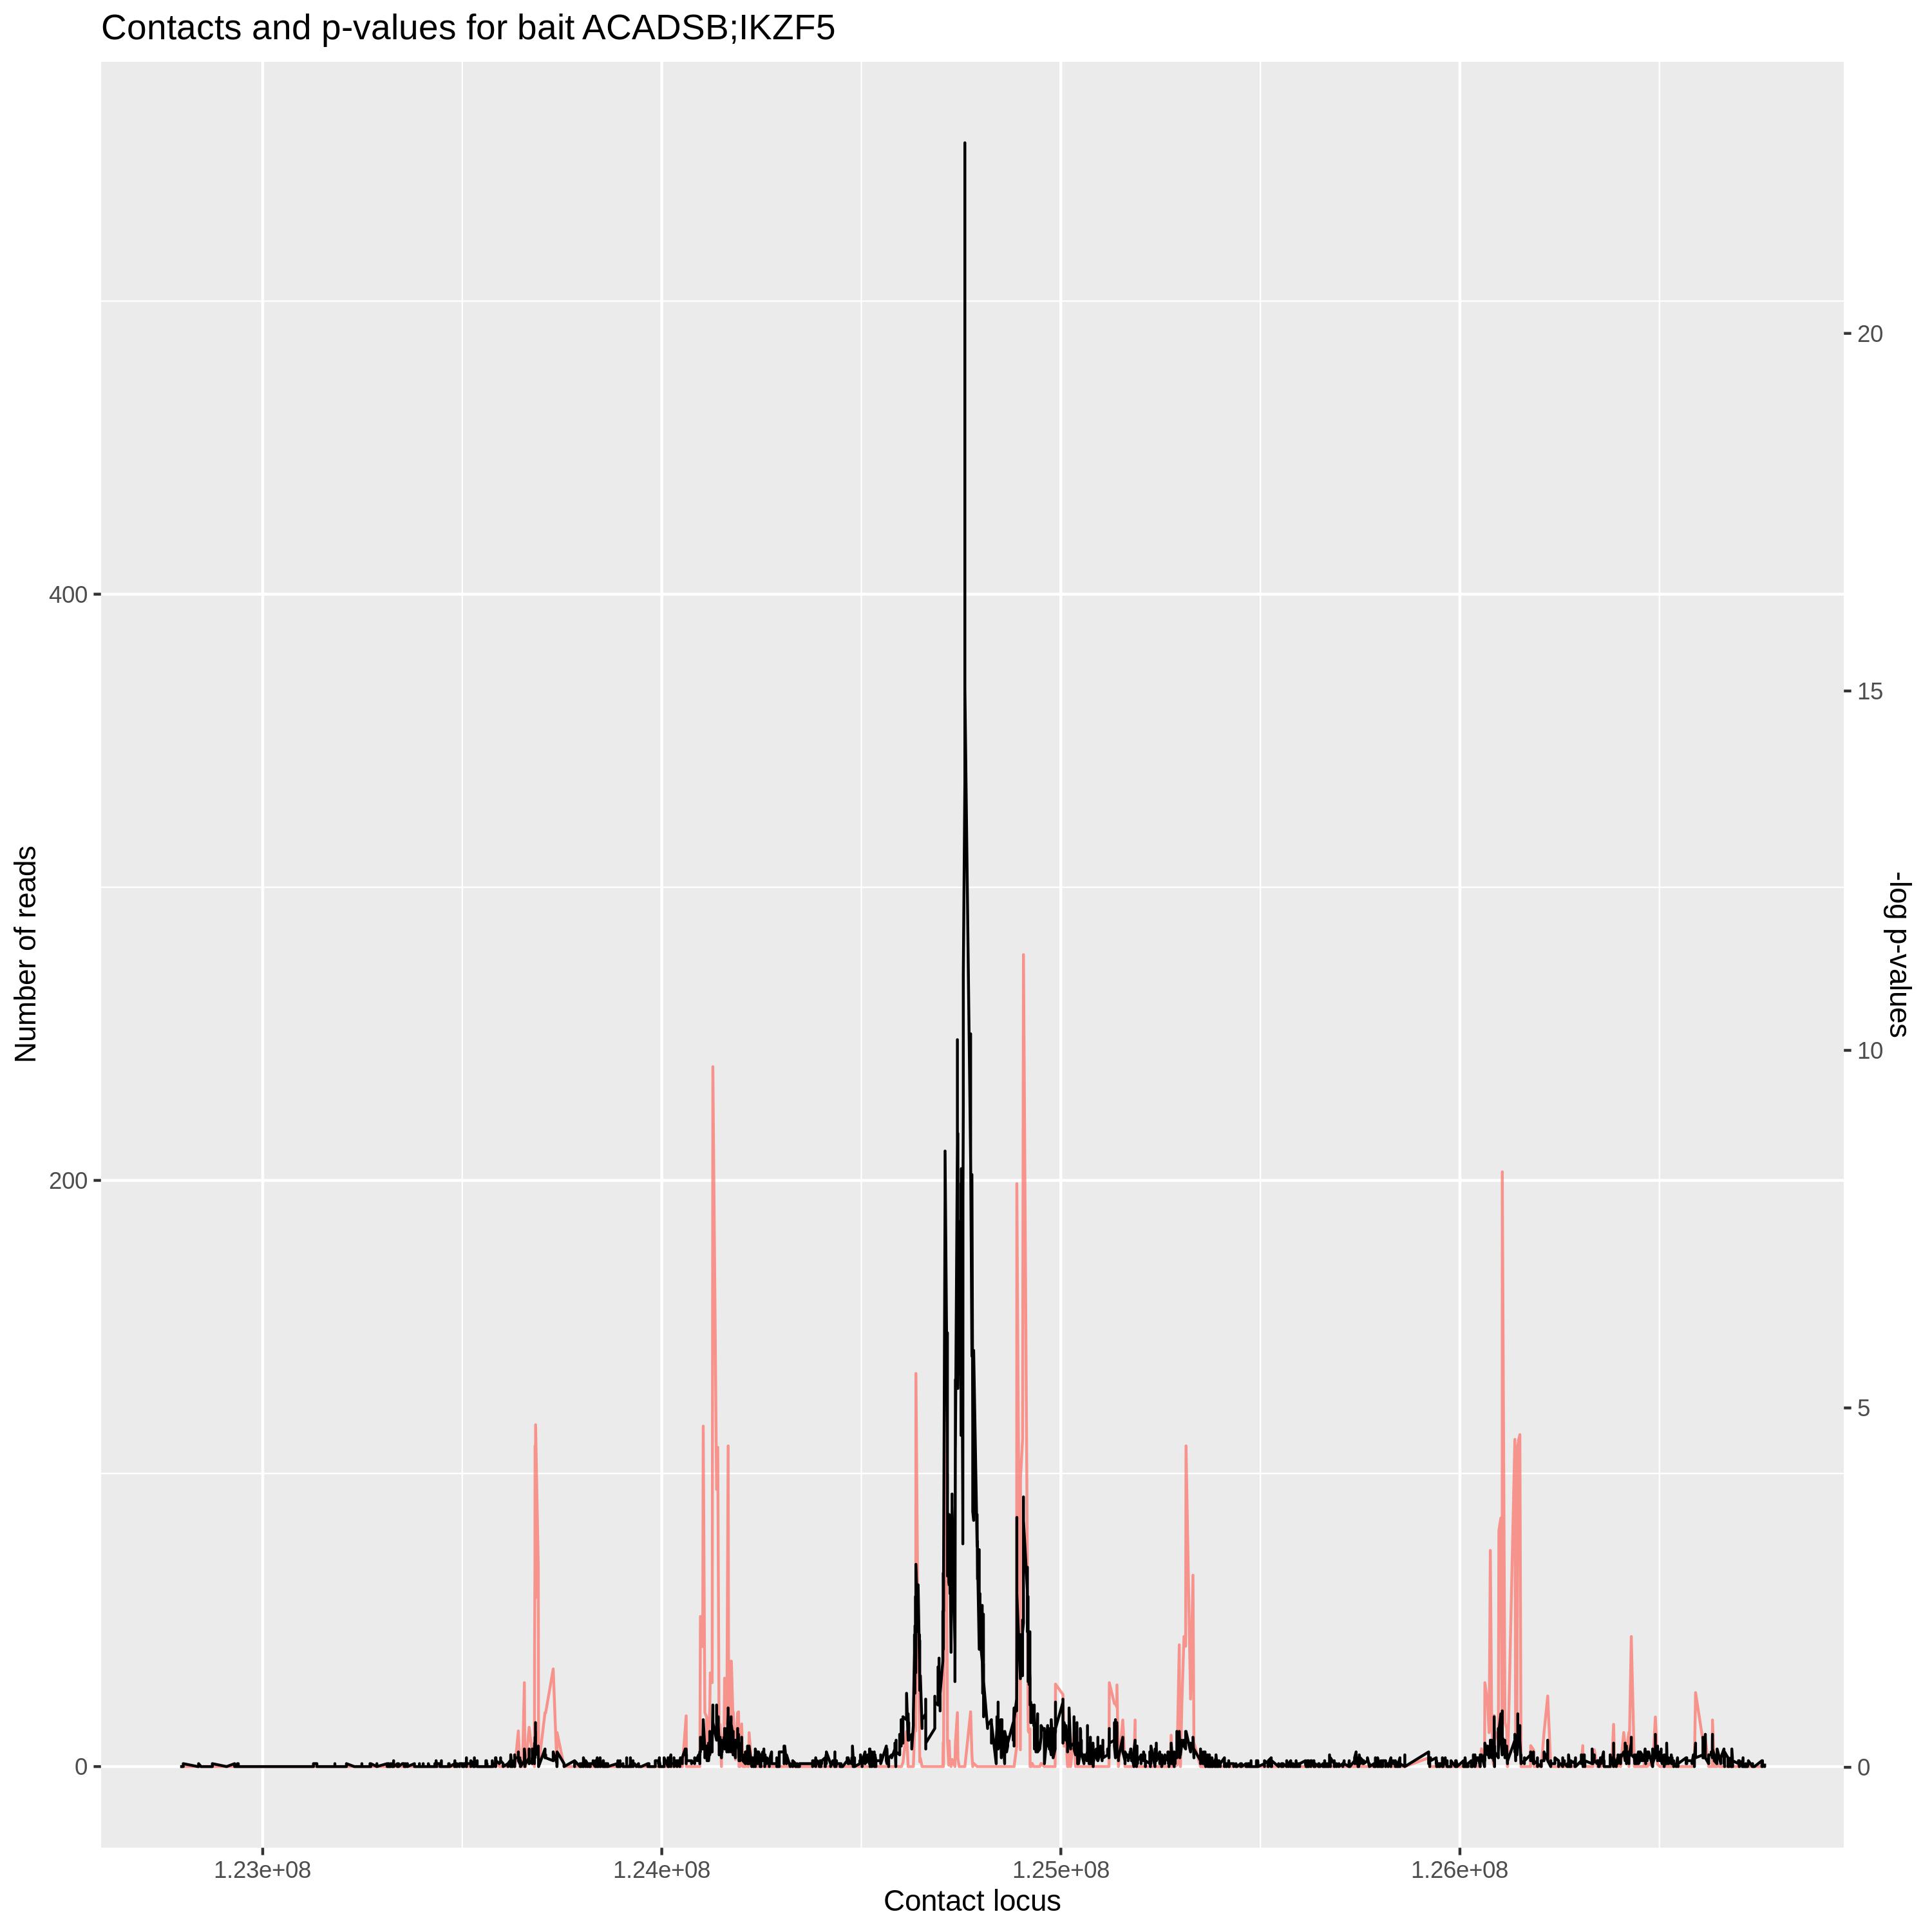 Contacts and p-values for bait ACADSB;IKZF5
Number of reads
400
200
0
20
15
10
5
0
-log p-values
1.23e+08 1.24e+08 1.25e+08 1.26e+08
Contact locus